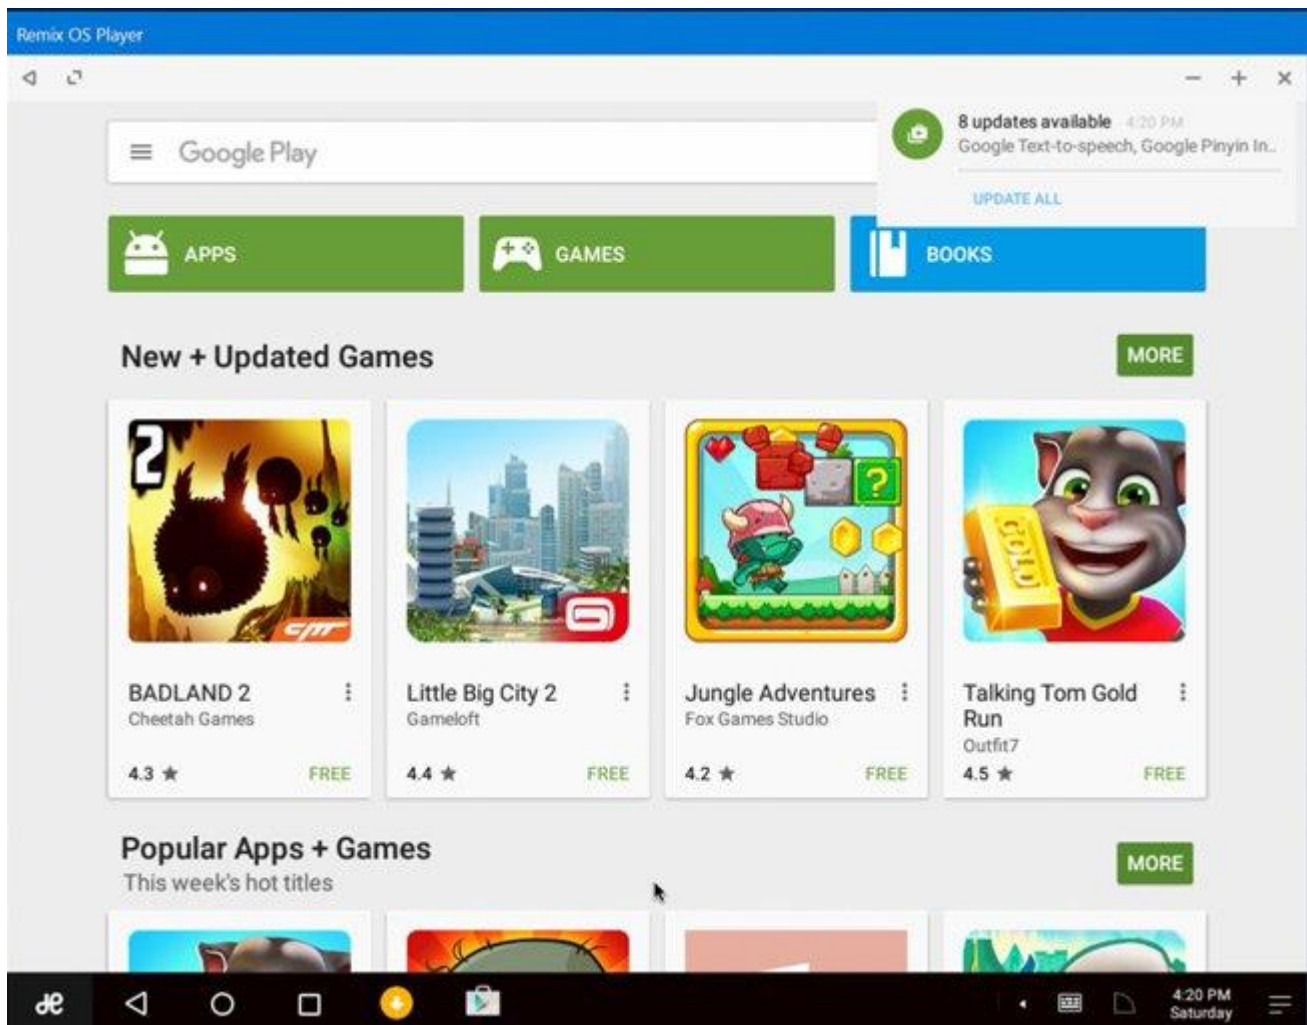 Remix OS Player
8 updates available 4:20 PM
Google Text-to-speech, Google Pinyin In..
UPDATE ALL
Google Play
APPS
GAMES
BOOKS
New + Updated Games
MORE
2
CMT
GOLD
?
BADLAND 2
Cheetah Games
4.3 ★ FREE
Little Big City 2
Gameloft
4.4 ★ FREE
Jungle Adventures
Fox Games Studio
4.2 ★ FREE
Talking Tom Gold
Run
Outfit7
4.5 ★ FREE
Popular Apps + Games
MORE
This week's hot titles
4:20 PM
Saturday